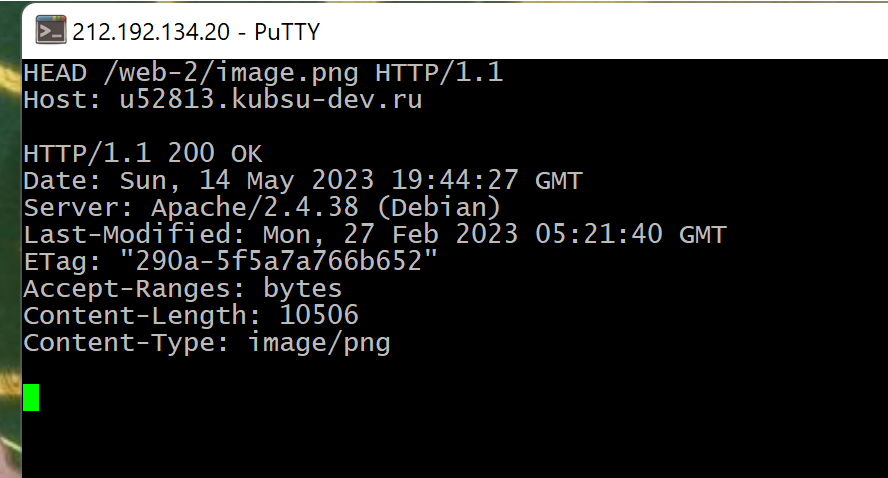 212.192.134.20 - PuTTY
HEAD /web-2/image.png HTTP/1.1
Host: u52813.kubsu-dev.ru
HTTP/1.1 200 OK
Date: Sun, 14 May 2023 19:44:27 GMT
Server: Apache/2.4.38 (Debian)
Last-Modified: Mon, 27 Feb 2023 05:21:40 GMT
ETag: "290a-5f5a7a766b652"
Accept-Ranges: bytes
Content-Length: 10506
Content-Type: image/png